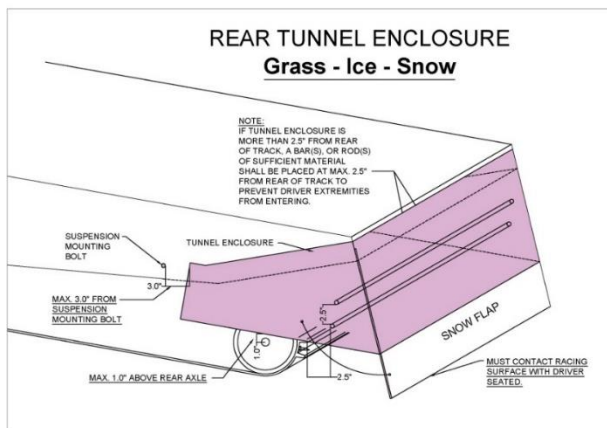 REAR TUNNEL ENCLOSURE
Grass - Ice - Snow
NOTE:
IF TUNNEL ENCLOSURE IS
MORE THAN 2.5" FROM REAR
OF TRACK, A BAR(S), OR ROD(S)
OF SUFFICIENT MATERIAL
SHALL BE PLACED AT MAX. 2.5"
FROM REAR OF TRACK TO
PREVENT DRIVER EXTREMITIES
FROM ENTERING.
SUSPENSION
MOUNTING
BOLT
TUNNEL ENCLOSURE
3.0"
MAX. 3.0" FROM
SUSPENSION
MOUNTING BOLT
2.5"
1.0"
SNOW FLAP
MAX. 1.0" ABOVE REAR AXLE
2.5"
MUST CONTACT RACING
SURFACE WITH DRIVER
SEATED.